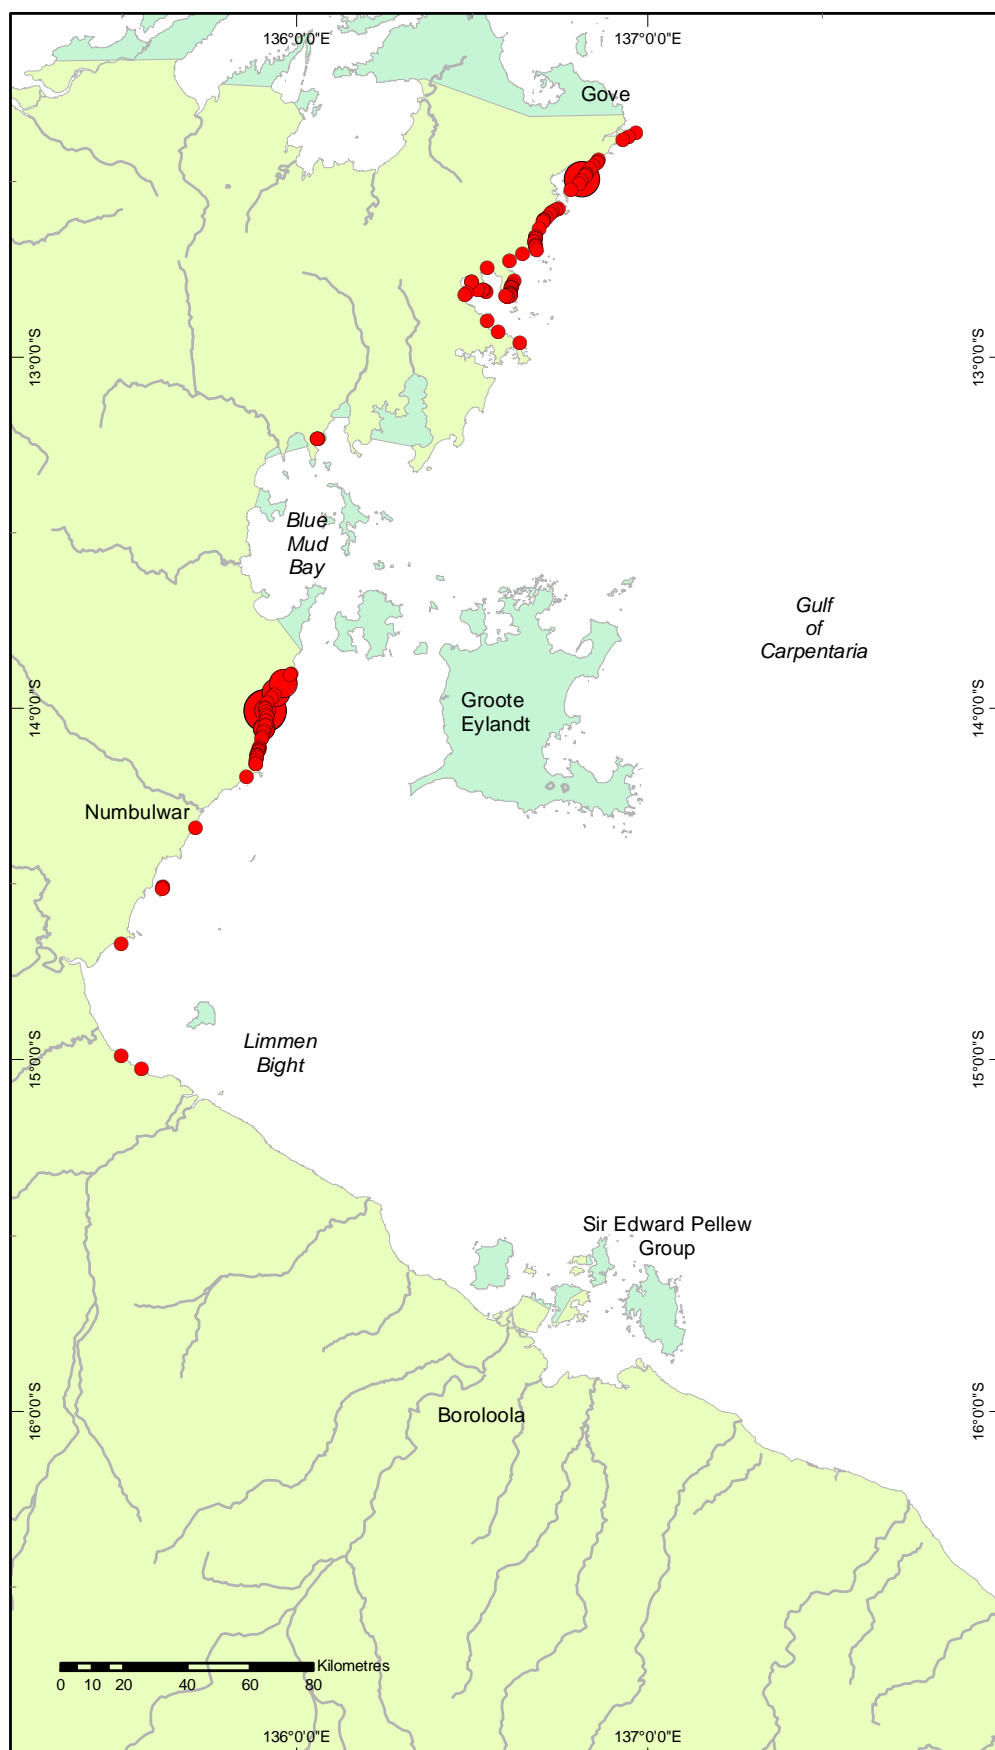 136°0'0"E
137°0'0"E
Gove
13°0'0"S
13°0'0"S
Blue
Mud
Bay
Gulf
of
Carpentaria
Groote
Eylandt
14°0'0"S
14°0'0"S
Numbulwar
Limmen
Bight
15°0'0"S
15°0'0"S
Sir Edward Pellew
Group
Boroloola
16°0'0"S
16°0'0"S
Kilometres
0 10 20 40 60 80
136°0'0"E
137°0'0"E